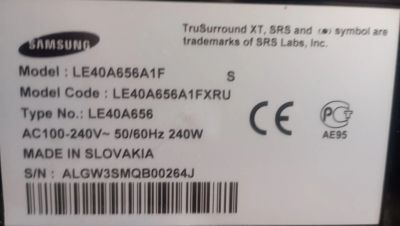 SAMSUNG
TruSurround XT, SRS and (●) symbol are
trademarks of SRS Labs, Inc.
Model : LE40A656A1F S
Model Code : LE40A656A1FXRU
Type No.: LE40A656
AC100-240V~ 50/60Hz 240W
MADE IN SLOVAKIA
S/N : ALGW3SMQB00264J
CE
РС
AE95